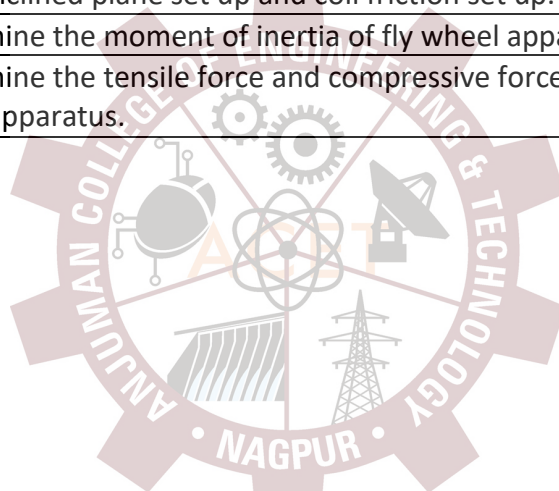 nclined plane set up and coil friction set up.
nine the moment of inertia of fly wheel appa
nine the tensile force and compressive force
pparatus.
ANJUMAN COLLEGE OF ENGINEERING & TECHNOLOGY
ACET
• NAGPUR •